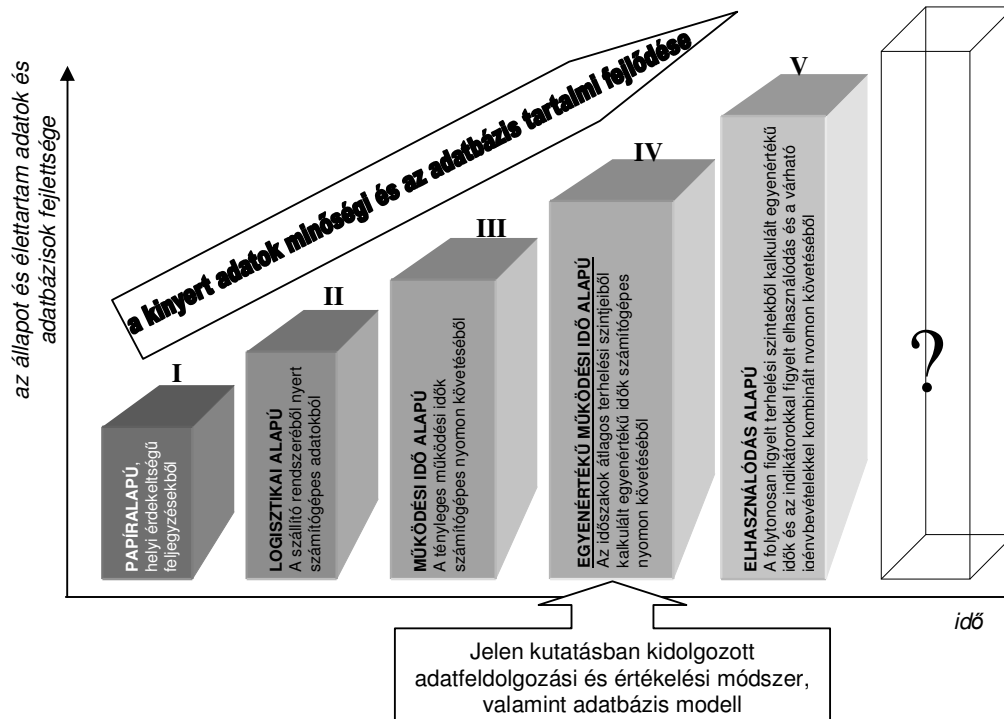 az állapot és élettartam adatok és
adatbázisok fejlettsége
a kinyert adatok minőségi és az adatbázis tartalmi fejlődése
I
PAPÍRALAPÚ,
helyi érdekeltségű
feljegyzésekből
II
LOGISZTIKAI ALAPÚ
A szállító rendszeréből nyert
számítógépes adatokból
III
MŰKÖDÉSI IDŐ ALAPÚ
A tényleges működési idők
számítógépes nyomon követéséből
IV
EGYENÉRTÉKŰ MŰKÖDÉSI IDŐ ALAPÚ
Az időszakok átlagos terhelési szintjeiből
kalkulált egyenértékű idők számítógépes
nyomon követéséből
V
ELHASZNÁLÓDÁS ALAPÚ
A folytonosan figyelt terhelési szintekből kalkulált egyenértékű
idők és az indikátorokkal figyelt elhasználódás és a várható
igénybevételekkel kombinált nyomon követéséből
?
idő
Jelen kutatásban kidolgozott
adatfeldolgozási és értékelési módszer,
valamint adatbázis modell